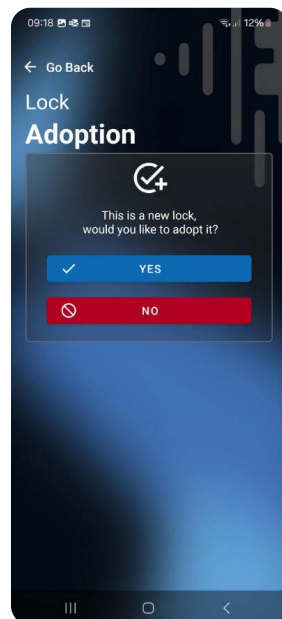 09:18 12%
Go Back
Lock
Adoption
This is a new lock,
would you like to adopt it?
YES
NO